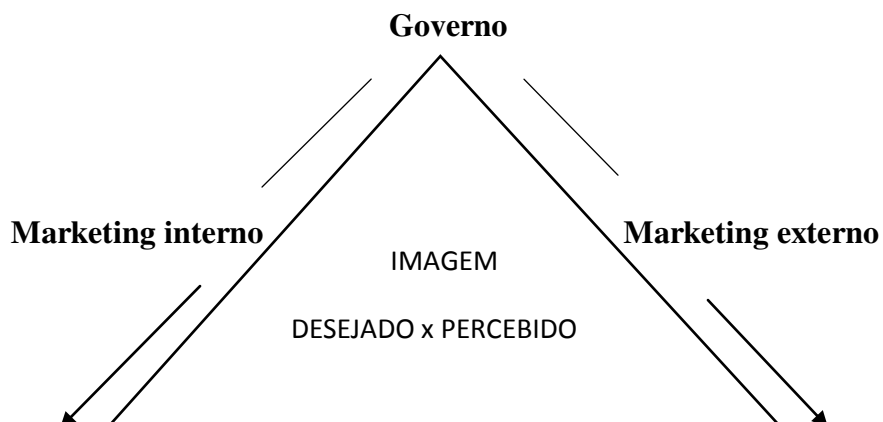 Governo
Marketing interno
Marketing externo
IMAGEM
DESEJADO x PERCEBIDO